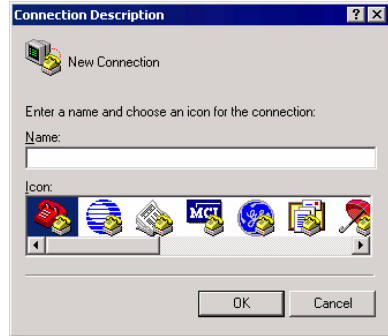 Connection Description
New Connection
Enter a name and choose an icon for the connection:
Name:
Icon:
MCI
OK
Cancel